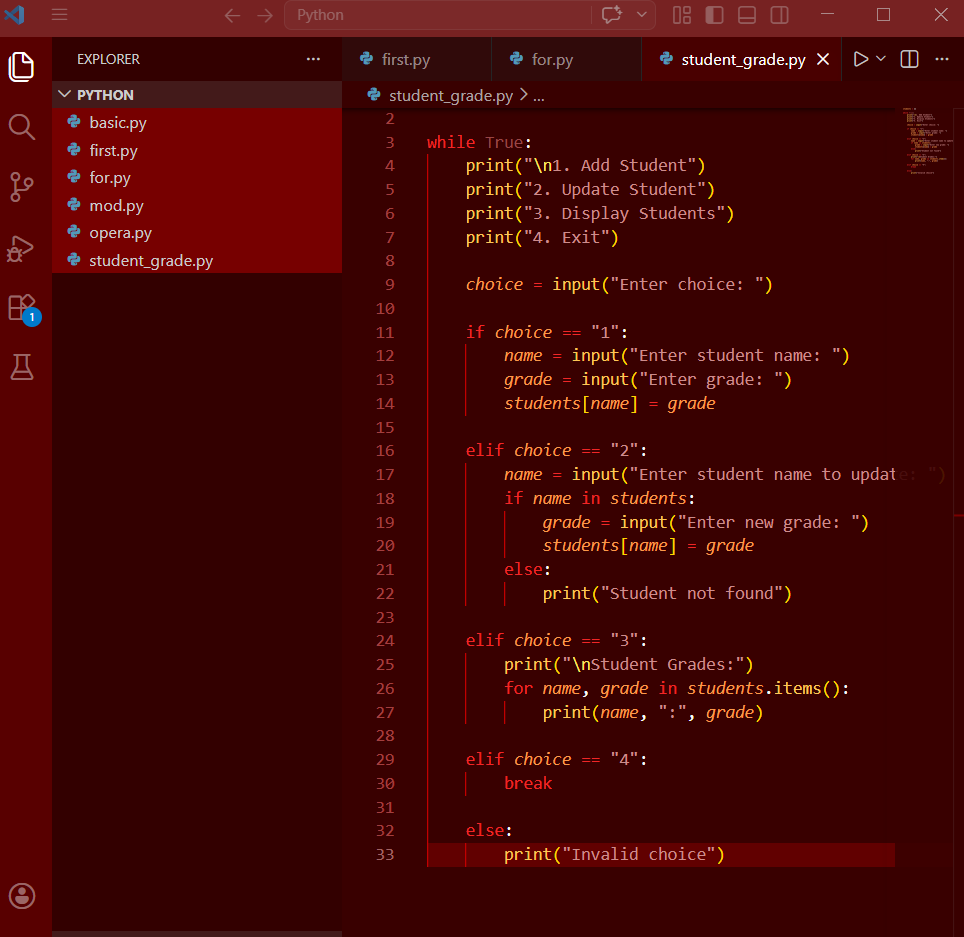 Python
EXPLORER
PYTHON
basic.py
first.py
for.py
mod.py
opera.py
student_grade.py
1
first.py
for.py
student_grade.py
student_grade.py > ...
2
3 while True:
4     print("\n1. Add Student")
5     print("2. Update Student")
6     print("3. Display Students")
7     print("4. Exit")
8
9     choice = input("Enter choice: ")
10
11     if choice == "1":
12         name = input("Enter student name: ")
13         grade = input("Enter grade: ")
14         students[name] = grade
15
16     elif choice == "2":
17         name = input("Enter student name to update: ")
18         if name in students:
19             grade = input("Enter new grade: ")
20             students[name] = grade
21         else:
22             print("Student not found")
23
24     elif choice == "3":
25         print("\nStudent Grades:")
26         for name, grade in students.items():
27             print(name, ":", grade)
28
29     elif choice == "4":
30         break
31
32     else:
33         print("Invalid choice")